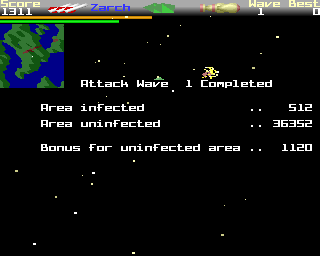 Score Zarch Wave Best
1311 1 0
Attack Wave 1 Completed
Area infected .. 512
Area uninfected .. 36352
Bonus for uninfected area .. 1120